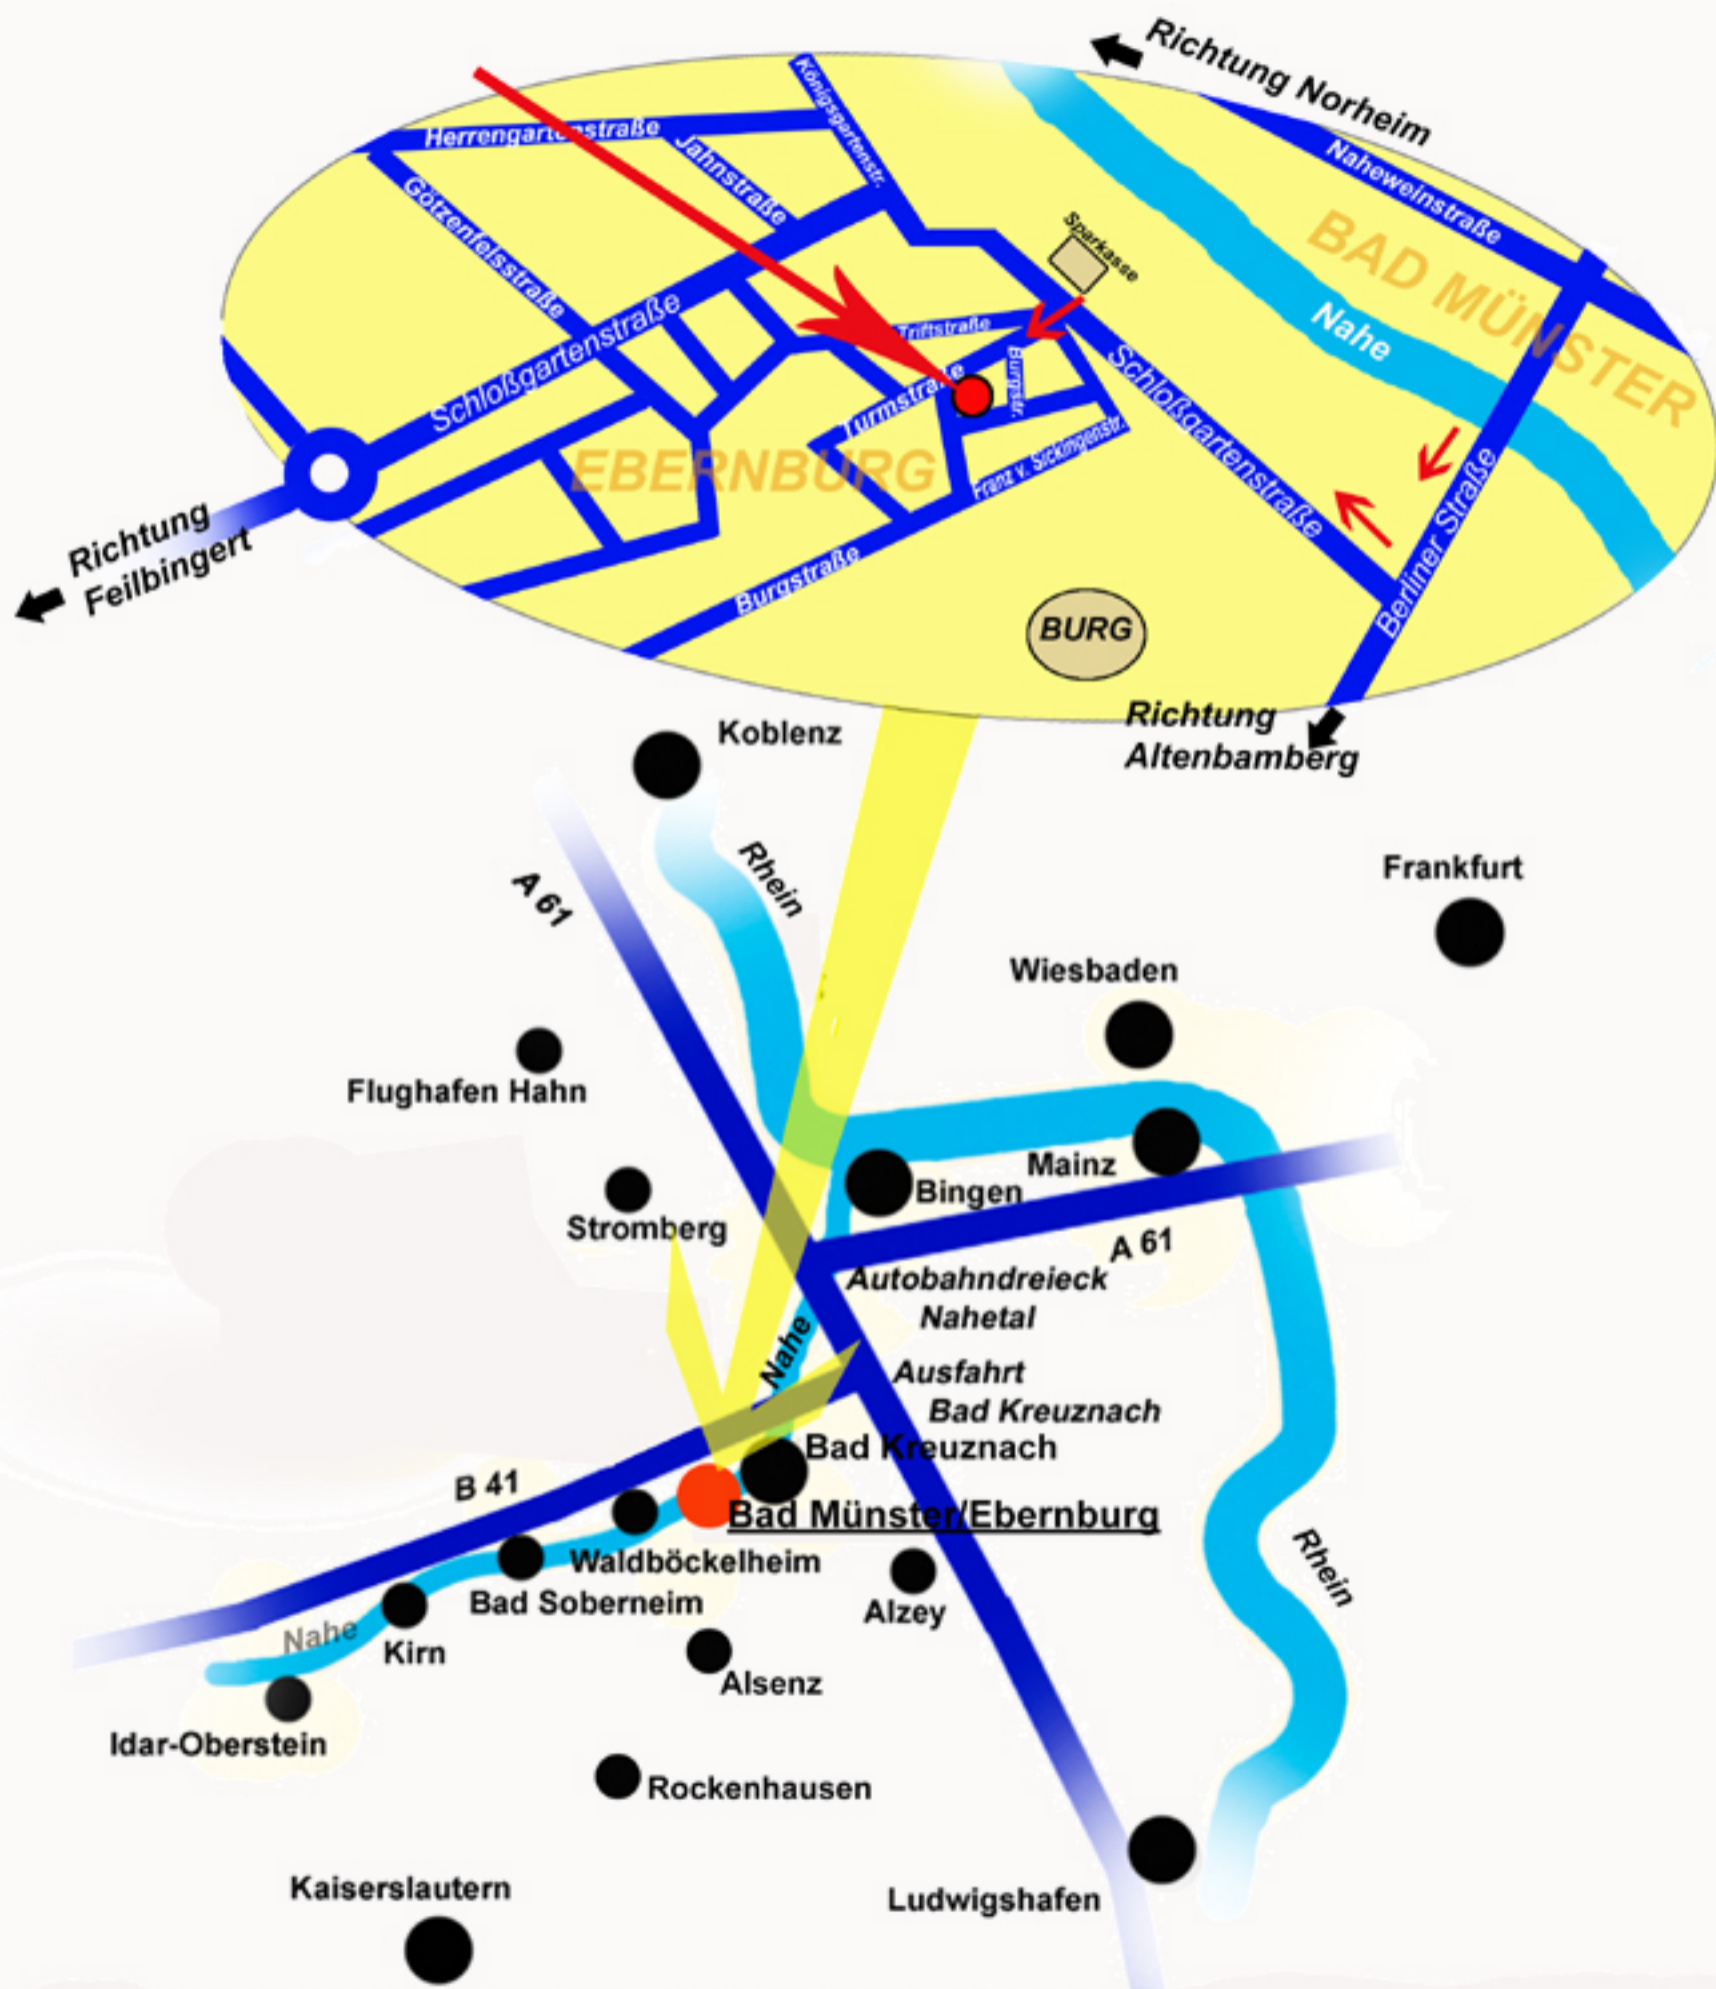 Richtung Norheim
Königsgartenstr.
Herrengartenstraße
Jahnstraße
Naheweinstraße
Götzenfelsstraße
Sparkasse
BAD MÜNSTER
Nahe
Schloßgartenstraße
Triftstraße
Burgstr.
Turmstraße
Schloßgartenstraße
EBERNBURG
Franz v. Sickingenstr.
Berliner Straße
Richtung
Feilbingert
Burgstraße
BURG
Richtung
Altenbamberg
Koblenz
Rhein
A 61
Frankfurt
Wiesbaden
Flughafen Hahn
Mainz
Bingen
Stromberg
A 61
Autobahndreieck
Nahetal
Nahe
Ausfahrt
Bad Kreuznach
Bad Kreuznach
B 41
Bad Münster/Ebernburg
Waldböckelheim
Rhein
Bad Soberneim
Alzey
Nahe
Kirn
Alsenz
Idar-Oberstein
Rockenhausen
Kaiserslautern
Ludwigshafen